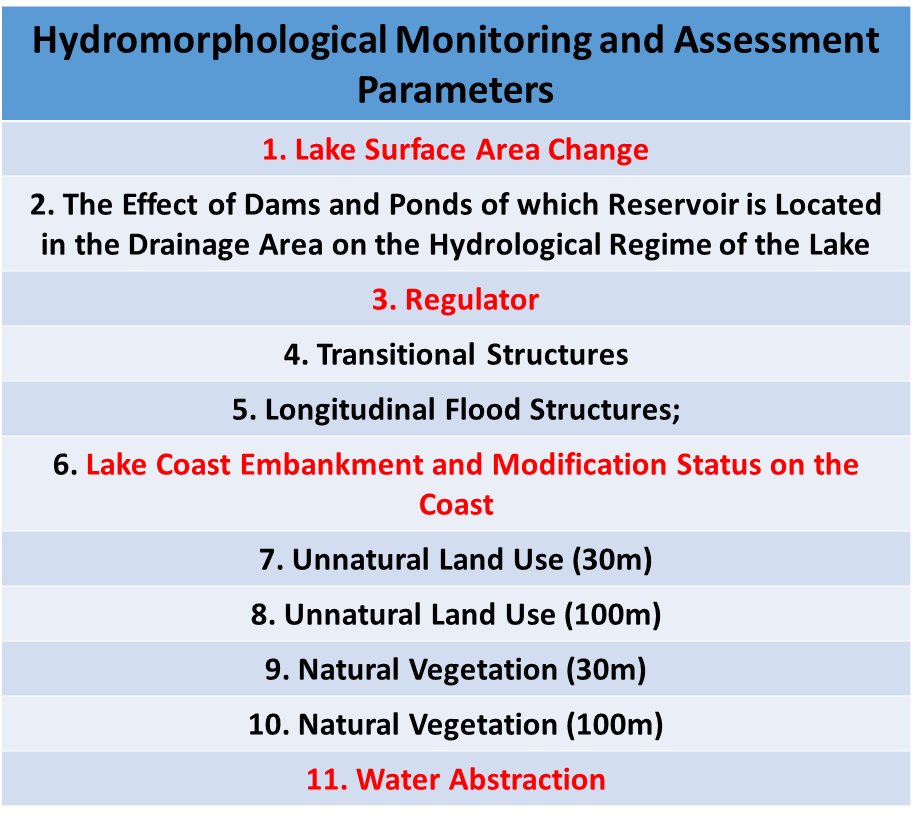 Hydromorphological Monitoring and Assessment
Parameters
1. Lake Surface Area Change
2. The Effect of Dams and Ponds of which Reservoir is Located
in the Drainage Area on the Hydrological Regime of the Lake
3. Regulator
4. Transitional Structures
5. Longitudinal Flood Structures;
6. Lake Coast Embankment and Modification Status on the
Coast
7. Unnatural Land Use (30m)
8. Unnatural Land Use (100m)
9. Natural Vegetation (30m)
10. Natural Vegetation (100m)
11. Water Abstraction